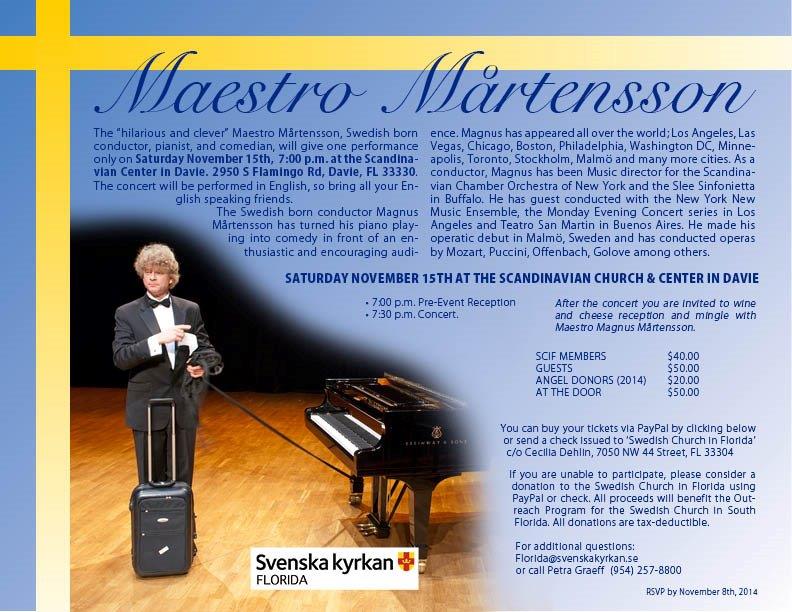 Maestro Mårtensson
The “hilarious and clever” Maestro Mårtensson, Swedish born
conductor, pianist, and comedian, will give one performance
only on Saturday November 15th, 7:00 p.m. at the Scandina-
vian Center in Davie. 2950 S Flamingo Rd, Davie, FL 33330.
The concert will be performed in English, so bring all your En-
glish speaking friends.
The Swedish born conductor Magnus
Mårtensson has turned his piano play-
ing into comedy in front of an en-
thusiastic and encouraging audi-
ence. Magnus has appeared all over the world; Los Angeles, Las
Vegas, Chicago, Boston, Philadelphia, Washington DC, Minne-
apolis, Toronto, Stockholm, Malmö and many more cities. As a
conductor, Magnus has been Music director for the Scandina-
vian Chamber Orchestra of New York and the Slee Sinfonietta
in Buffalo. He has guest conducted with the New York New
Music Ensemble, the Monday Evening Concert series in Los
Angeles and Teatro San Martin in Buenos Aires. He made his
operatic debut in Malmö, Sweden and has conducted operas
by Mozart, Puccini, Offenbach, Golove among others.
SATURDAY NOVEMBER 15TH AT THE SCANDINAVIAN CHURCH & CENTER IN DAVIE
• 7:00 p.m. Pre-Event Reception
• 7:30 p.m. Concert.
After the concert you are invited to wine
and cheese reception and mingle with
Maestro Magnus Mårtensson.
SCIF MEMBERS $40.00
GUESTS $50.00
ANGEL DONORS (2014) $20.00
AT THE DOOR $50.00
You can buy your tickets via PayPal by clicking below
or send a check issued to ‘Swedish Church in Florida’
c/o Cecilia Dehlin, 7050 NW 44 Street, FL 33304
If you are unable to participate, please consider a
donation to the Swedish Church in Florida using
PayPal or check. All proceeds will benefit the Out-
reach Program for the Swedish Church in South
Florida. All donations are tax-deductible.
For additional questions:
Florida@svenskakyrkan.se
or call Petra Graeff (954) 257-8800
RSVP by November 8th, 2014
STEINWAY & SONS
Svenska kyrkan
FLORIDA